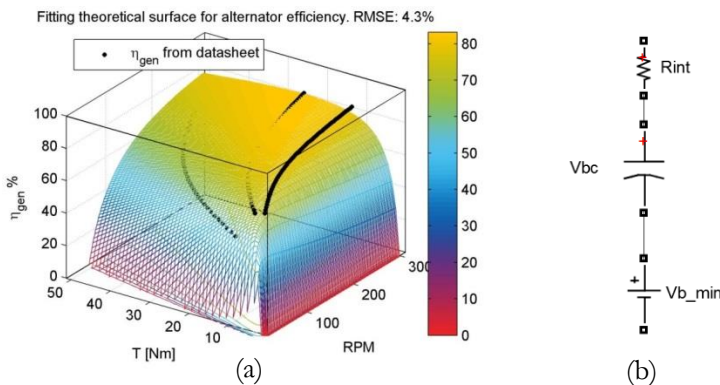 Fitting theoretical surface for alternator efficiency. RMSE: 4.3%
η_gen from datasheet
η_gen %
100
80
60
40
20
0
50
40
30
20
10
T [Nm]
100
200
300
RPM
80
70
60
50
40
30
20
10
0
(a)
Rint
Vbc
+
Vb_min
(b)